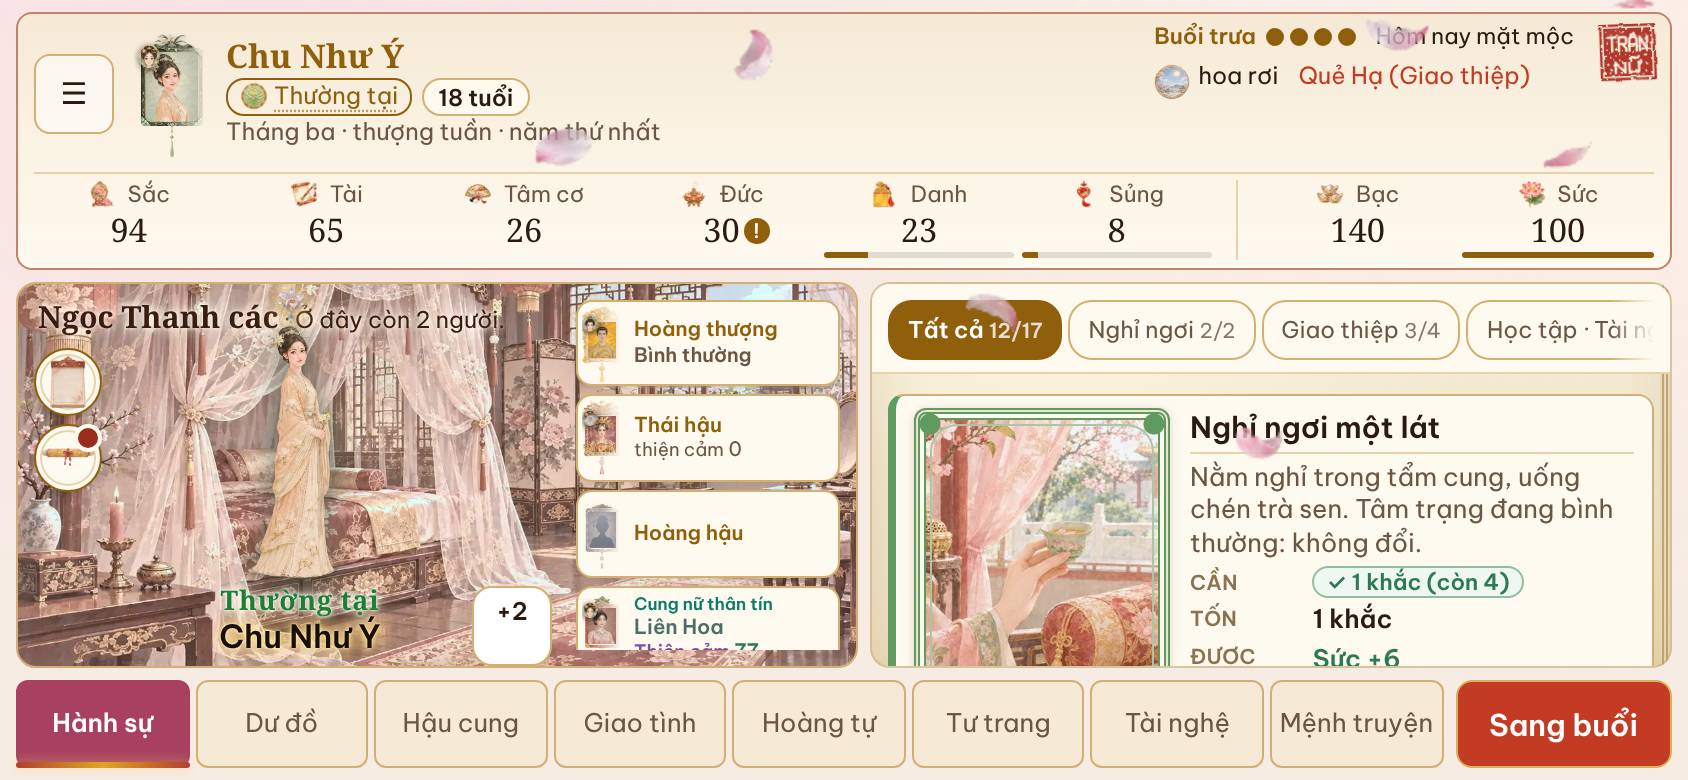 ☰
Chu Như Ý
Thường tại
18 tuổi
Tháng ba · thượng tuần · năm thứ nhất
Buổi trưa
Hôm nay mặt mộc
hoa rơi
Quẻ Hạ (Giao thiệp)
TRÂN
NỮ
Sắc
94
Tài
65
Tâm cơ
26
Đức
30 !
Danh
23
Sủng
8
Bạc
140
Sức
100
Ngọc Thanh các · Ở đây còn 2 người.
Hoàng thượng
Bình thường
Thái hậu
thiện cảm 0
Hoàng hậu
Cung nữ thân tín
Liên Hoa
Thiện cảm 77
Thường tại
Chu Như Ý
+2
Tất cả 12/17
Nghỉ ngơi 2/2
Giao thiệp 3/4
Học tập · Tài
Nghỉ ngơi một lát
Nằm nghỉ trong tẩm cung, uống
chén trà sen. Tâm trạng đang bình
thường: không đổi.
CẦN
✓ 1 khắc (còn 4)
TỐN
1 khắc
ĐƯỢC
Sức +6
Hành sự
Dư đồ
Hậu cung
Giao tình
Hoàng tự
Tư trang
Tài nghệ
Mệnh truyện
Sang buổi